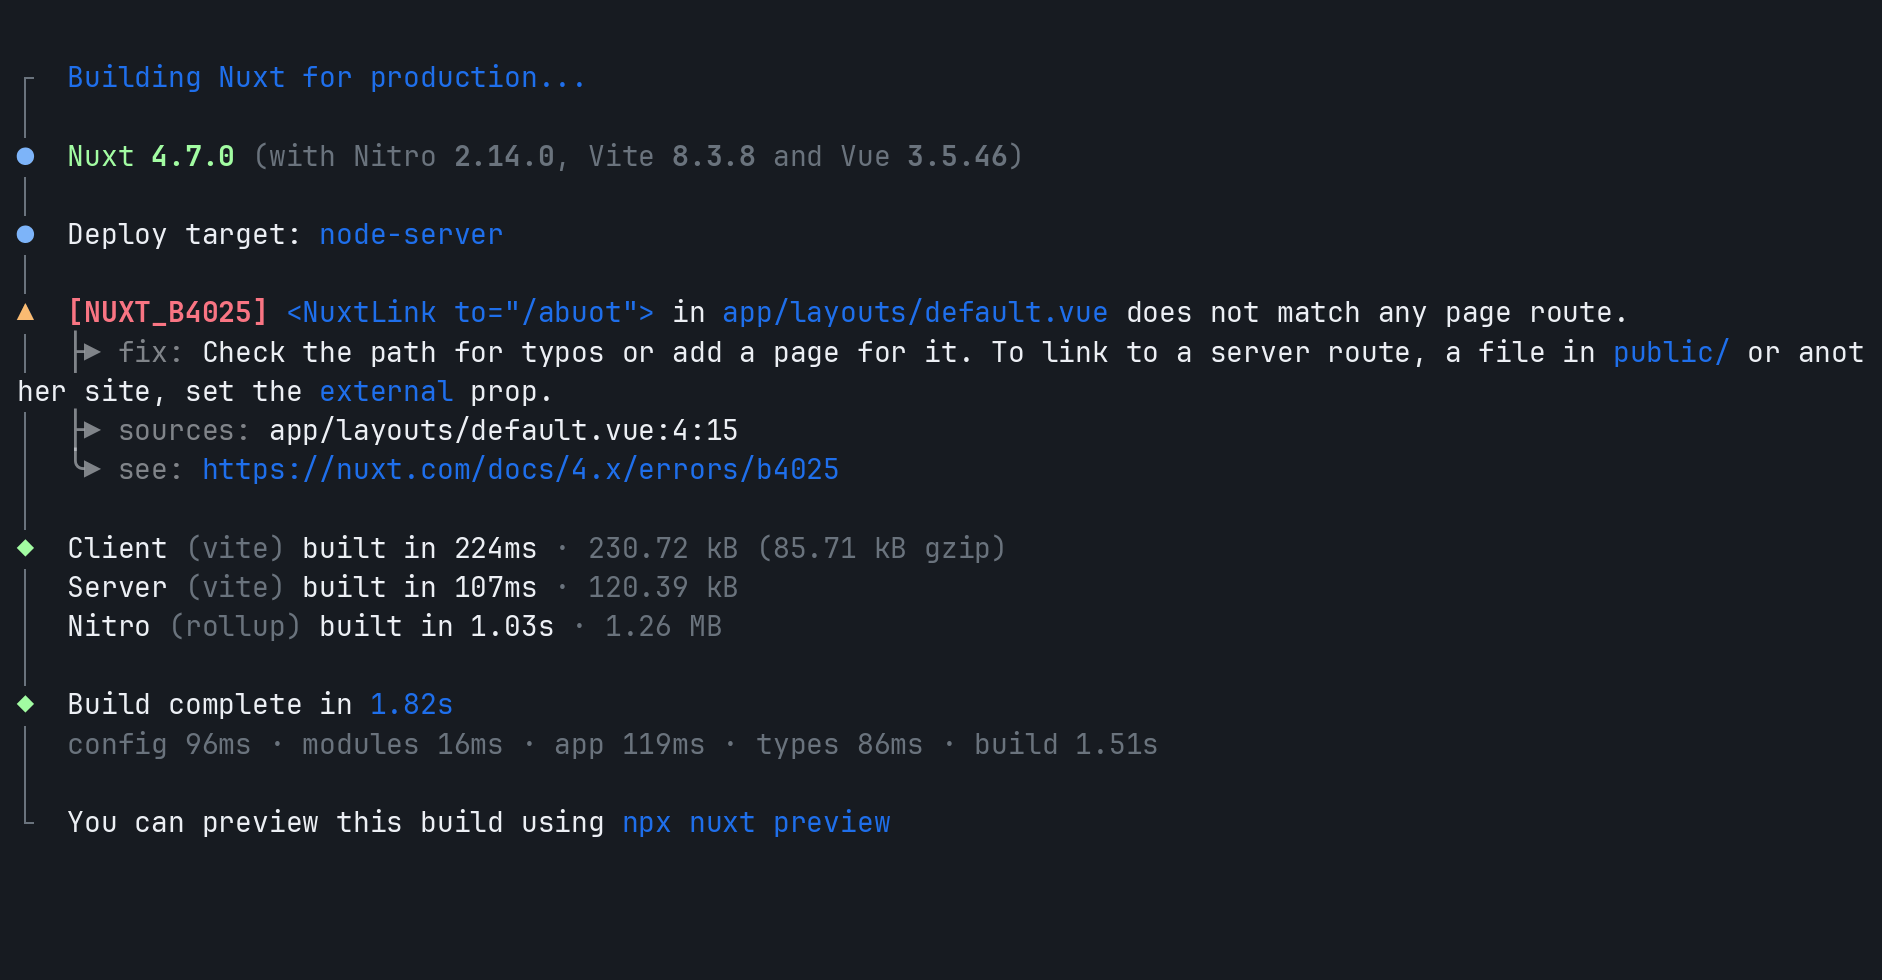 Building Nuxt for production...
Nuxt 4.7.0 (with Nitro 2.14.0, Vite 8.3.8 and Vue 3.5.46)
Deploy target: node-server
[NUXT_B4025] <NuxtLink to="/abuot"> in app/layouts/default.vue does not match any page route.
fix: Check the path for typos or add a page for it. To link to a server route, a file in public/ or anot
her site, set the external prop.
sources: app/layouts/default.vue:4:15
see: https://nuxt.com/docs/4.x/errors/b4025
Client (vite) built in 224ms · 230.72 kB (85.71 kB gzip)
Server (vite) built in 107ms · 120.39 kB
Nitro (rollup) built in 1.03s · 1.26 MB
Build complete in 1.82s
config 96ms · modules 16ms · app 119ms · types 86ms · build 1.51s
You can preview this build using npx nuxt preview